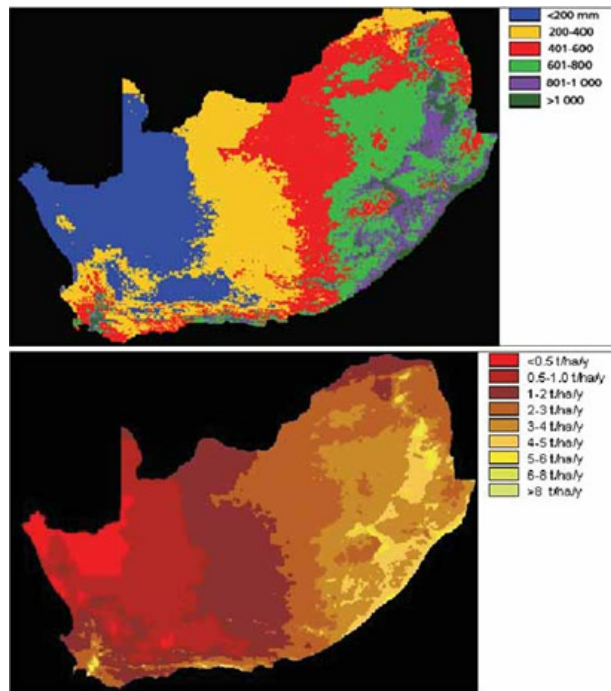 <200 mm
200-400
401-600
601-800
801-1 000
>1 000
<0.5 t/ha/y
0.5-1.0 t/ha/y
1-2 t/ha/y
2-3 t/ha/y
3-4 t/ha/y
4-5 t/ha/y
5-6 t/ha/y
6-8 t/ha/y
>8 t/ha/y